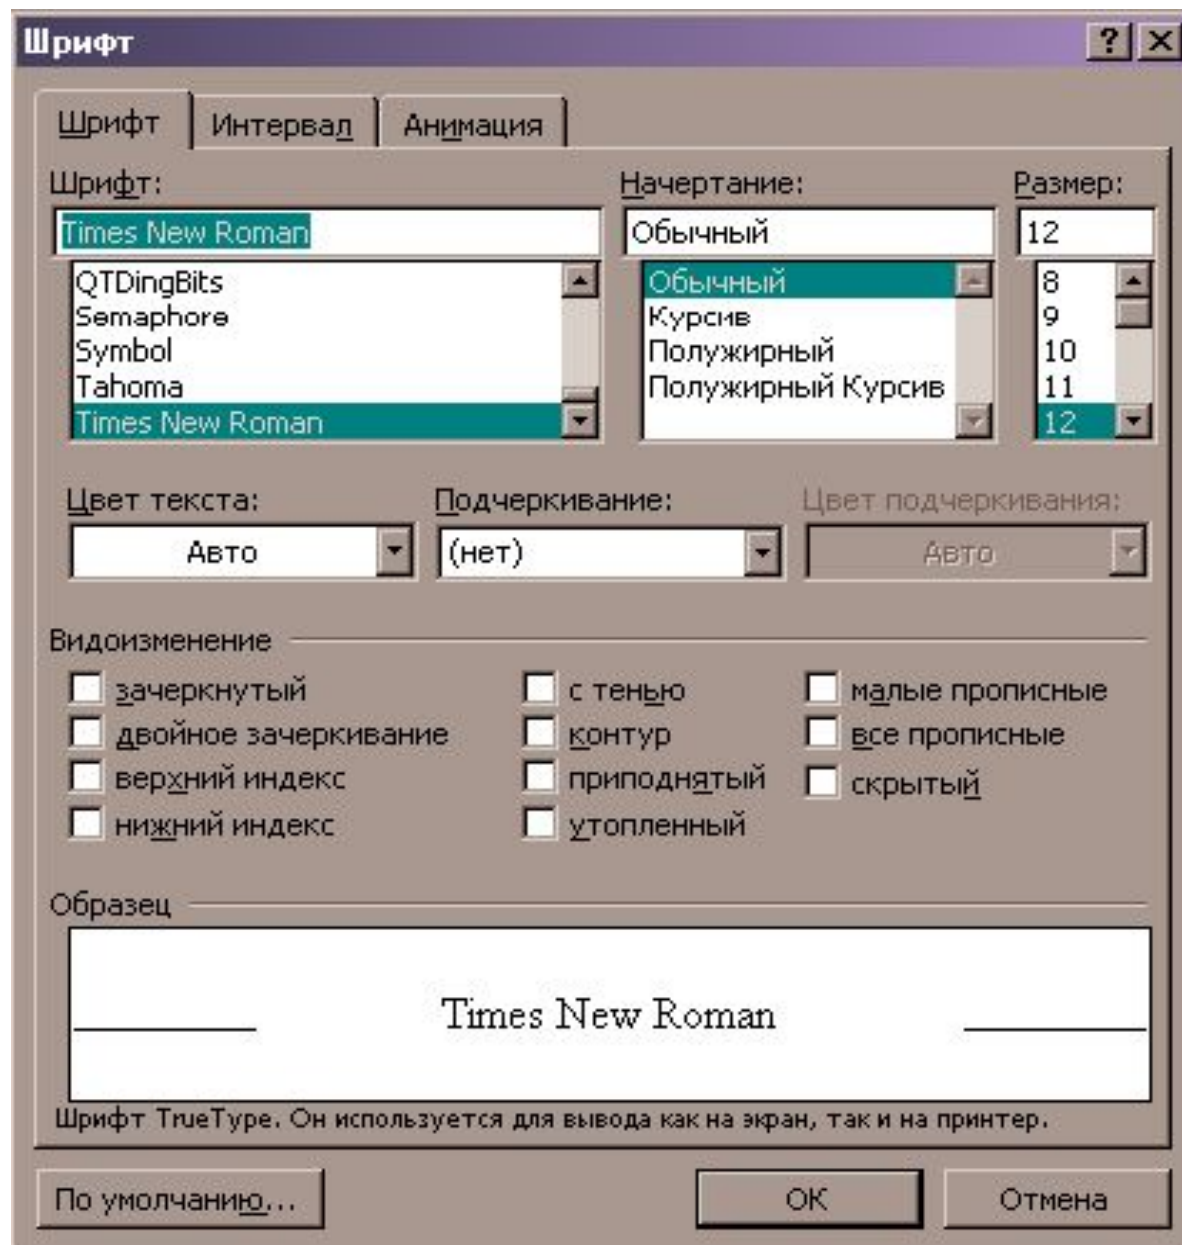 Шрифт
Шрифт Интервал Анимация
Шрифт: Начертание: Размер:
Times New Roman Обычный 12
QTDingBits Обычный 8
Semaphore Курсив 9
Symbol Полужирный 10
Tahoma Полужирный Курсив 11
Times New Roman 12
Цвет текста: Подчеркивание: Цвет подчеркивания:
Авто (нет) Авто
Видоизменение
зачеркнутый с тенью малые прописные
двойное зачеркивание контур все прописные
верхний индекс приподнятый скрытый
нижний индекс утопленный
Образец
Times New Roman
Шрифт TrueType. Он используется для вывода как на экран, так и на принтер.
По умолчанию... ОК Отмена